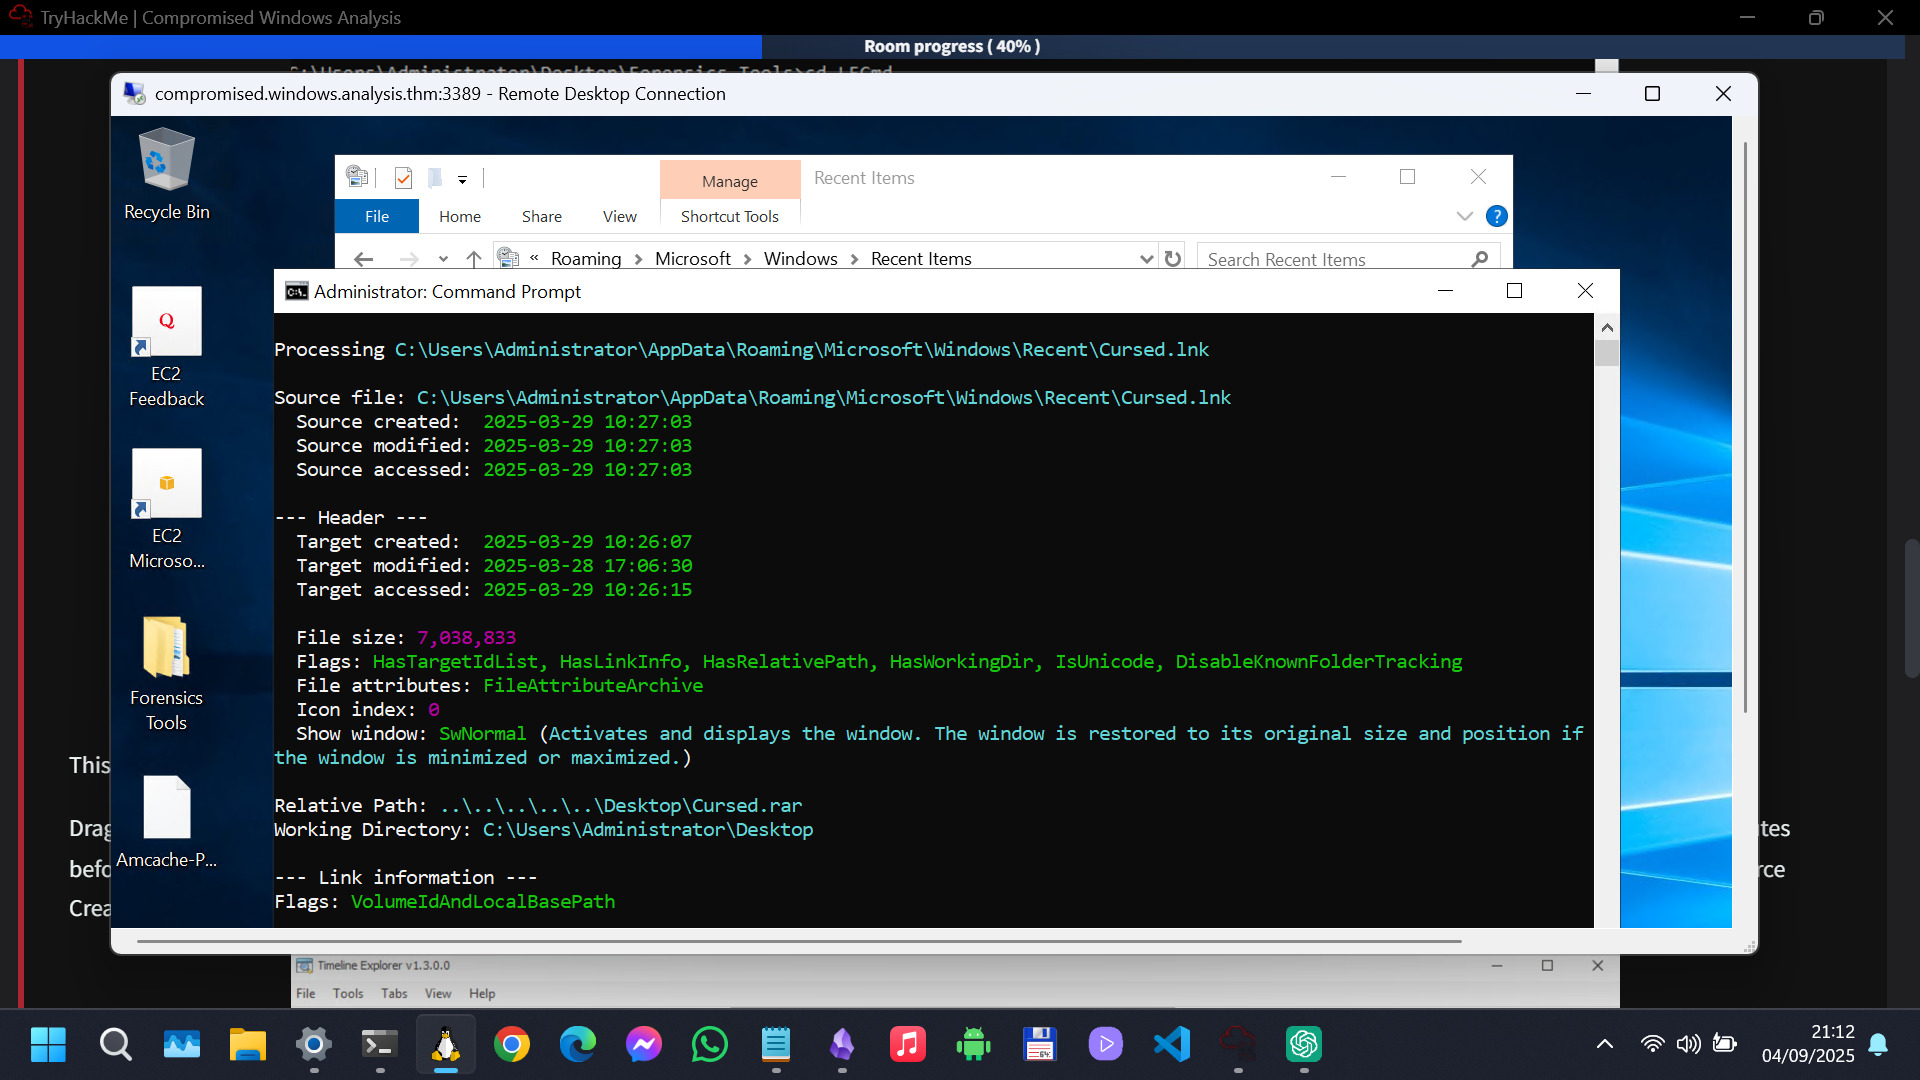 TryHackMe | Compromised Windows Analysis
Room progress ( 40% )
C:\Users\Administrator\Desktop\Forensics Tools>cd LECmd
compromised.windows.analysis.thm:3389 - Remote Desktop Connection
Recycle Bin
Manage
Recent Items
File
Home
Share
View
Shortcut Tools
« Roaming > Microsoft > Windows > Recent Items
Search Recent Items
EC2
Feedback
EC2
Microso...
Forensics
Tools
Amcache-P...
Administrator: Command Prompt
Processing C:\Users\Administrator\AppData\Roaming\Microsoft\Windows\Recent\Cursed.lnk
Source file: C:\Users\Administrator\AppData\Roaming\Microsoft\Windows\Recent\Cursed.lnk
Source created: 2025-03-29 10:27:03
Source modified: 2025-03-29 10:27:03
Source accessed: 2025-03-29 10:27:03
--- Header ---
Target created: 2025-03-29 10:26:07
Target modified: 2025-03-28 17:06:30
Target accessed: 2025-03-29 10:26:15
File size: 7,038,833
Flags: HasTargetIdList, HasLinkInfo, HasRelativePath, HasWorkingDir, IsUnicode, DisableKnownFolderTracking
File attributes: FileAttributeArchive
Icon index: 0
Show window: SwNormal (Activates and displays the window. The window is restored to its original size and position if
the window is minimized or maximized.)
Relative Path: ..\..\..\..\..\Desktop\Cursed.rar
Working Directory: C:\Users\Administrator\Desktop
--- Link information ---
Flags: VolumeIdAndLocalBasePath
This
Timeline Explorer v1.3.0.0
File Tools Tabs View Help
21:12
04/09/2025